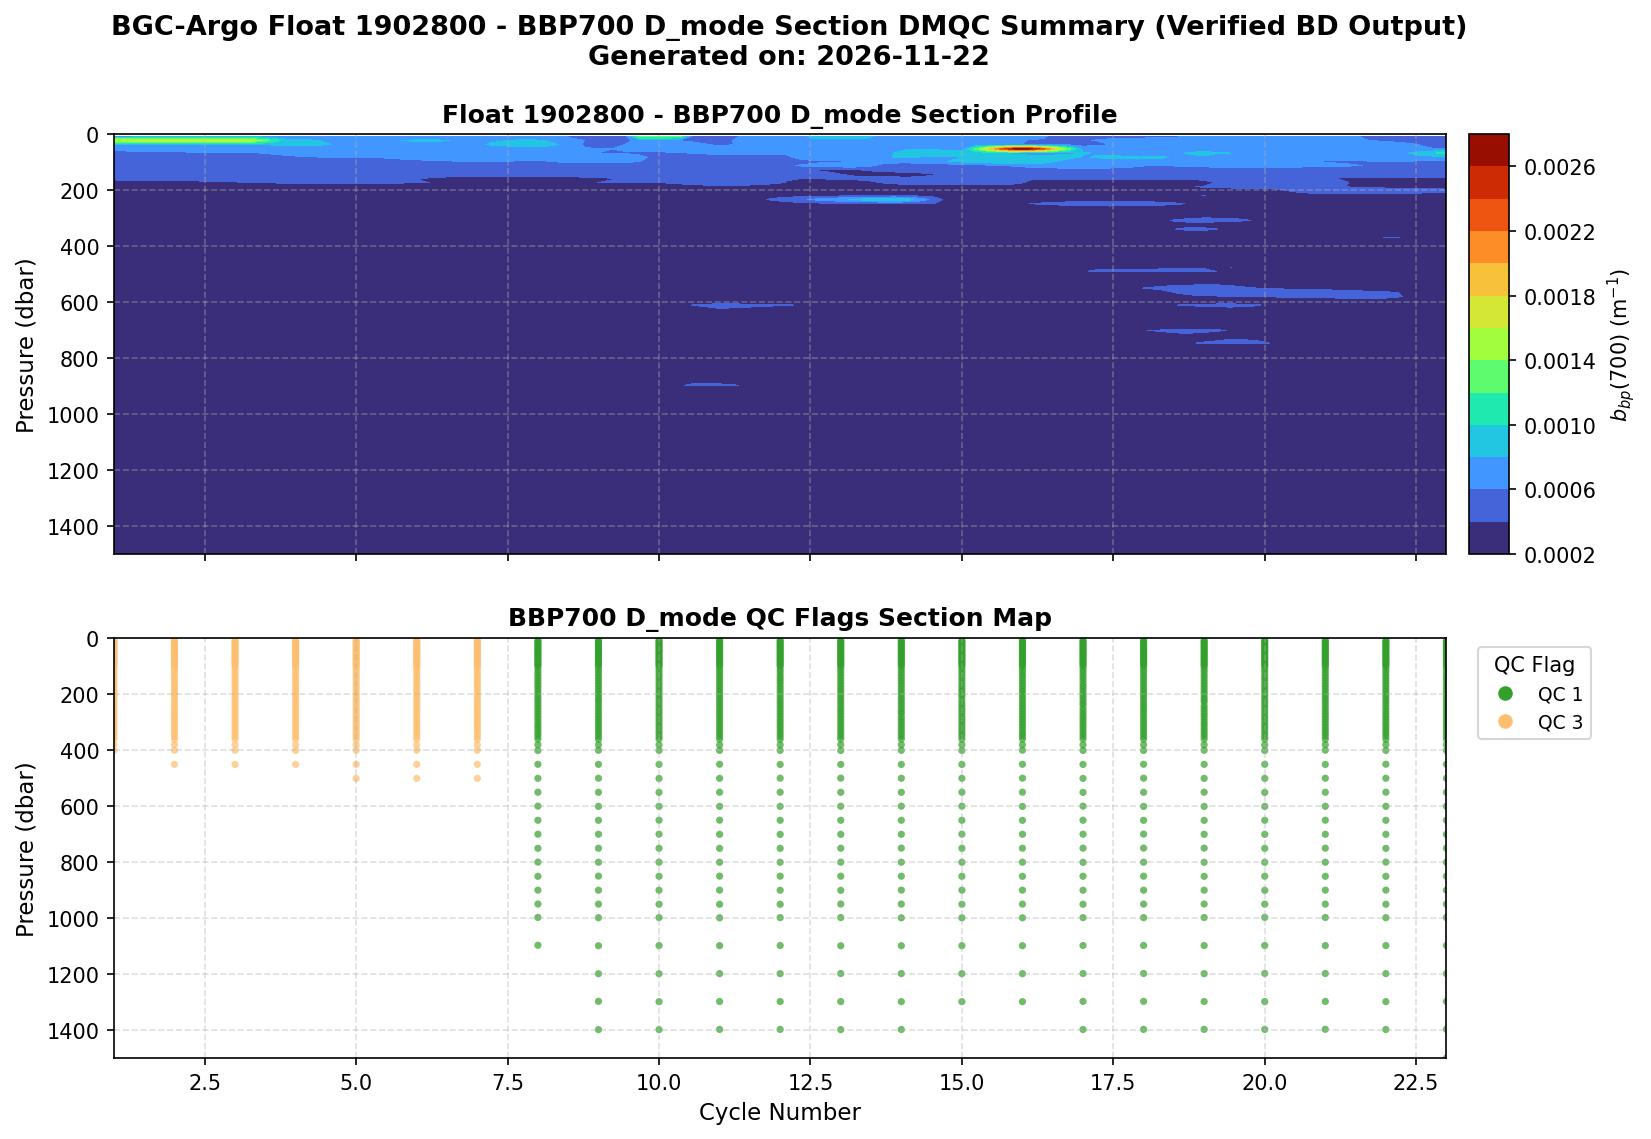 BGC-Argo Float 1902800 - BBP700 D_mode Section DMQC Summary (Verified BD Output)
Generated on: 2026-11-22
Float 1902800 - BBP700 D_mode Section Profile
0
200
400
600
800
1000
1200
1400
Pressure (dbar)
0.0026
0.0022
0.0018
0.0014
0.0010
0.0006
0.0002
b_bp(700) (m⁻¹)
BBP700 D_mode QC Flags Section Map
0
200
400
600
800
1000
1200
1400
Pressure (dbar)
2.5 5.0 7.5 10.0 12.5 15.0 17.5 20.0 22.5
Cycle Number
QC Flag
QC 1
QC 3